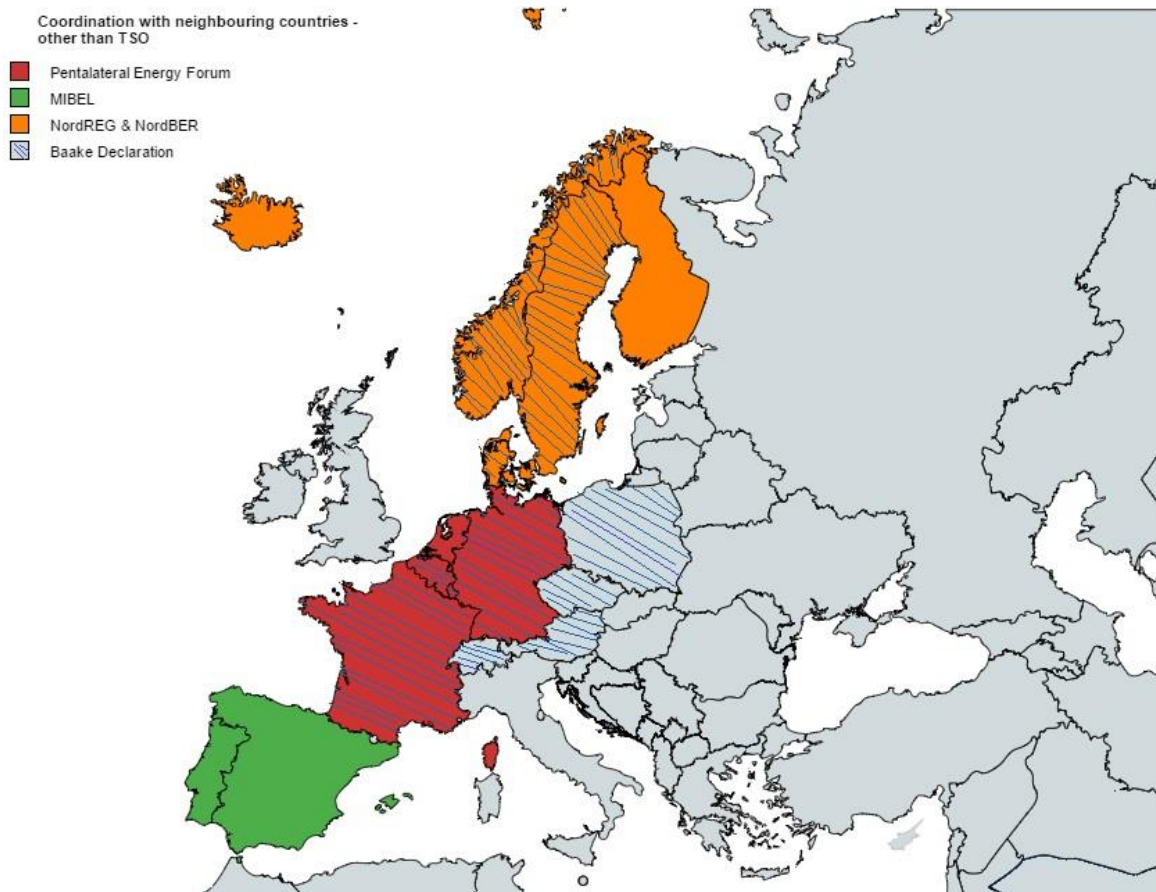 Coordination with neighbouring countries -
other than TSO
Pentalateral Energy Forum
MIBEL
NordREG & NordBER
Baake Declaration